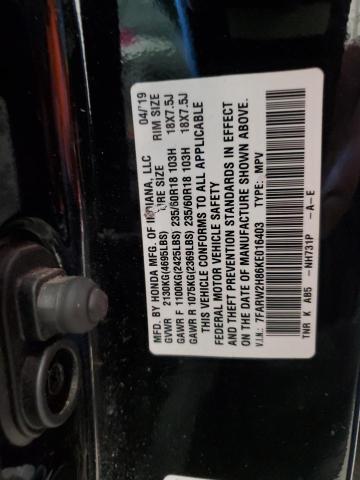 MFD. BY HONDA MFG. OF INDIANA, LLC 04/'19
TIRE SIZE RIM SIZE
GVWR 2130KG(4695LBS)
GAWR F 1100KG(2425LBS) 235/60R18 103H 18X7.5J
GAWR R 1075KG(2369LBS) 235/60R18 103H 18X7.5J
THIS VEHICLE CONFORMS TO ALL APPLICABLE
FEDERAL MOTOR VEHICLE SAFETY
AND THEFT PREVENTION STANDARDS IN EFFECT
ON THE DATE OF MANUFACTURE SHOWN ABOVE.
V.I.N.: 7FARW2H86KE016403 TYPE: MPV
TNR K A85 -NH731P -A-E